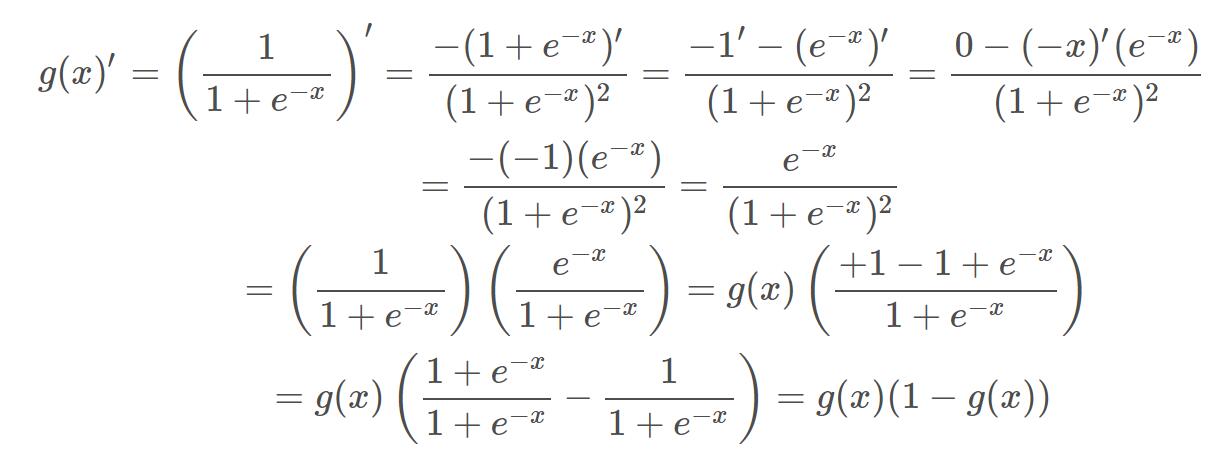 g(x)′ = (1/(1 + e^{−x}))′ = −(1 + e^{−x})′/(1 + e^{−x})² = (−1′ − (e^{−x})′)/(1 + e^{−x})² = (0 − (−x)′(e^{−x}))/(1 + e^{−x})²
= −(−1)(e^{−x})/(1 + e^{−x})² = e^{−x}/(1 + e^{−x})²
= (1/(1 + e^{−x})) (e^{−x}/(1 + e^{−x})) = g(x) ((+1 − 1 + e^{−x})/(1 + e^{−x}))
= g(x) ((1 + e^{−x})/(1 + e^{−x}) − 1/(1 + e^{−x})) = g(x)(1 − g(x))